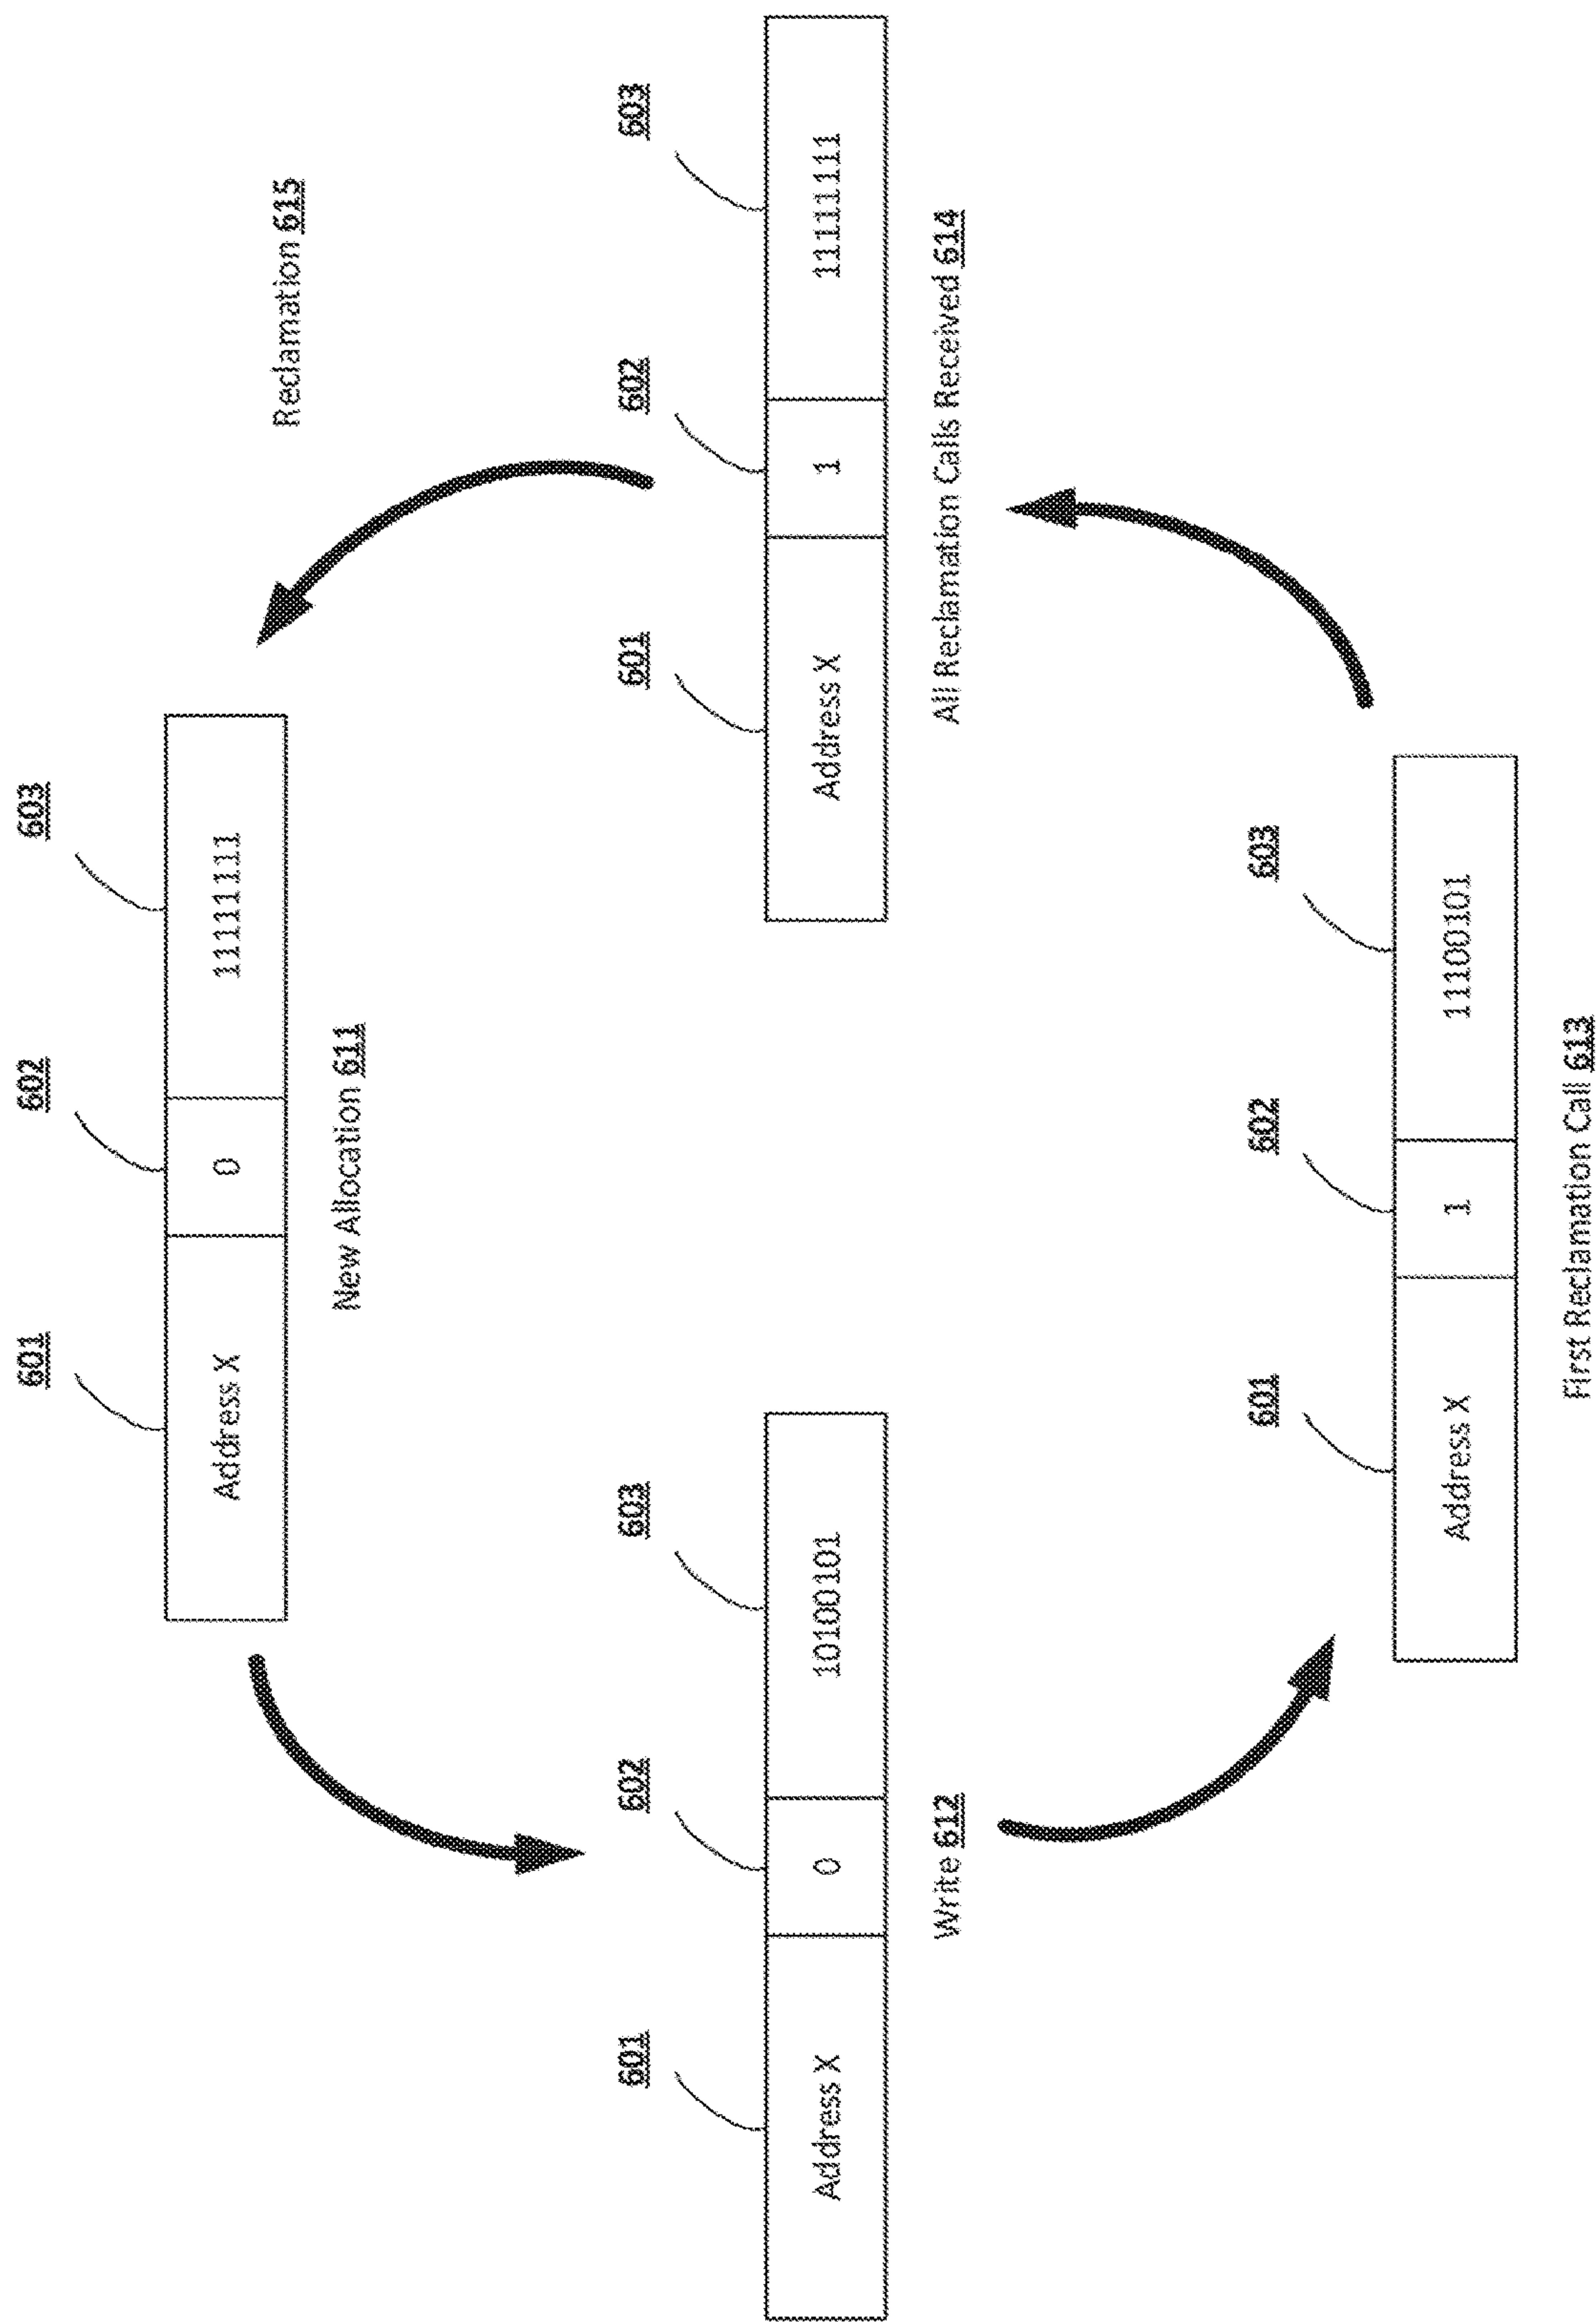 601
602
603
Address X
0
11111111
New Allocation 611
Reclamation 615
601
602
603
Address X
0
10100101
Write 612
601
602
603
Address X
1
11111111
All Reclamation Calls Received 614
601
602
603
Address X
1
11100101
First Reclamation Call 613